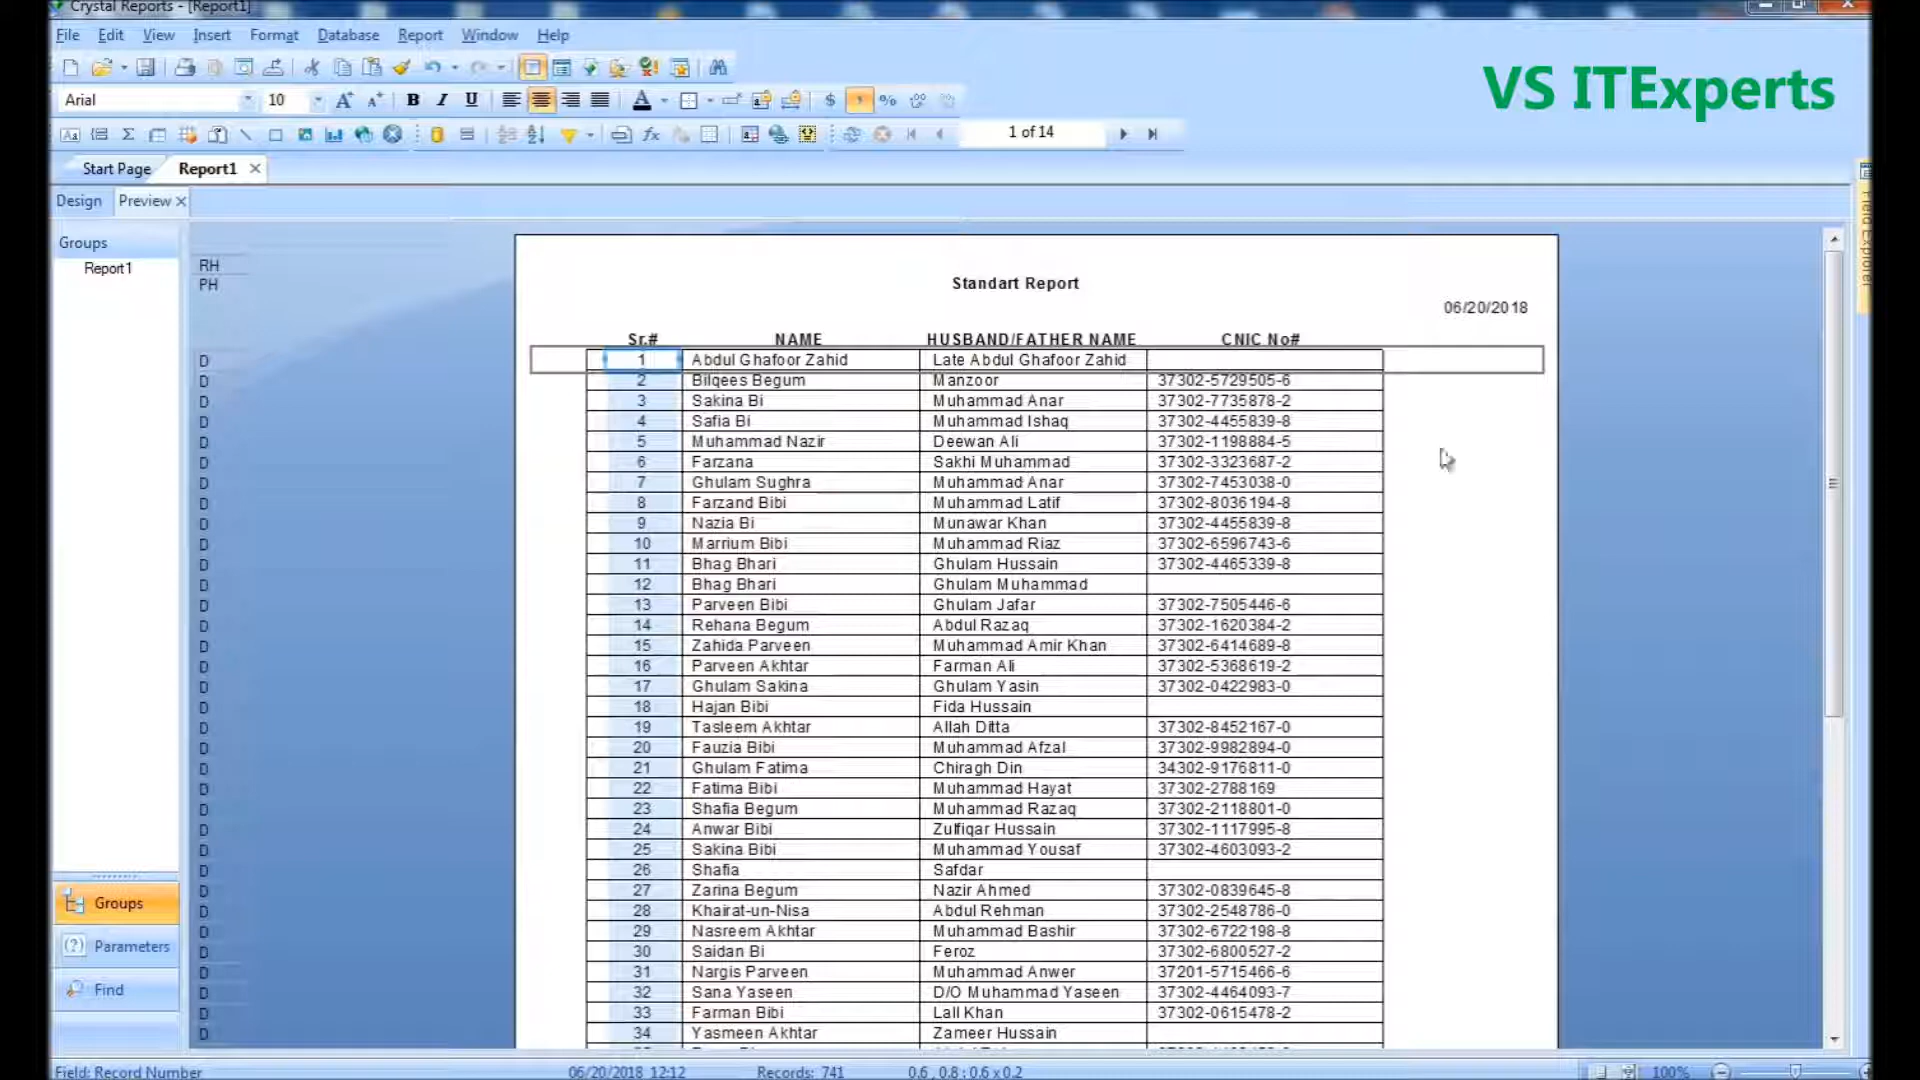 Crystal Reports - [Report1]
File Edit View Insert Format Database Report Window Help
VS ITExperts
Arial 10
1 of 14
Start Page Report1
Design Preview
Groups
Report1
Field Explorer
RH
PH
Standart Report
06/20/2018
Sr.# NAME HUSBAND/FATHER NAME CNIC No#
D 1 Abdul Ghafoor Zahid Late Abdul Ghafoor Zahid
D 2 Bilqees Begum Manzoor 37302-5729505-6
D 3 Sakina Bi Muhammad Anar 37302-7735878-2
D 4 Safia Bi Muhammad Ishaq 37302-4455839-8
D 5 Muhammad Nazir Deewan Ali 37302-1198884-5
D 6 Farzana Sakhi Muhammad 37302-3323687-2
D 7 Ghulam Sughra Muhammad Anar 37302-7453038-0
D 8 Farzand Bibi Muhammad Latif 37302-8036194-8
D 9 Nazia Bi Munawar Khan 37302-4455839-8
D 10 Marrium Bibi Muhammad Riaz 37302-6596743-6
D 11 Bhag Bhari Ghulam Hussain 37302-4465339-8
D 12 Bhag Bhari Ghulam Muhammad
D 13 Parveen Bibi Ghulam Jafar 37302-7505446-6
D 14 Rehana Begum Abdul Razaq 37302-1620384-2
D 15 Zahida Parveen Muhammad Amir Khan 37302-6414689-8
D 16 Parveen Akhtar Farman Ali 37302-5368619-2
D 17 Ghulam Sakina Ghulam Yasin 37302-0422983-0
D 18 Hajan Bibi Fida Hussain
D 19 Tasleem Akhtar Allah Ditta 37302-8452167-0
D 20 Fauzia Bibi Muhammad Afzal 37302-9982894-0
D 21 Ghulam Fatima Chiragh Din 34302-9176811-0
D 22 Fatima Bibi Muhammad Hayat 37302-2788169
D 23 Shafia Begum Muhammad Razaq 37302-2118801-0
D 24 Anwar Bibi Zulfiqar Hussain 37302-1117995-8
D 25 Sakina Bibi Muhammad Yousaf 37302-4603093-2
D 26 Shafia Safdar
D 27 Zarina Begum Nazir Ahmed 37302-0839645-8
D 28 Khairat-un-Nisa Abdul Rehman 37302-2548786-0
D 29 Nasreem Akhtar Muhammad Bashir 37302-6722198-8
D 30 Saidan Bi Feroz 37302-6800527-2
D 31 Nargis Parveen Muhammad Anwer 37201-5715466-6
D 32 Sana Yaseen D/O Muhammad Yaseen 37302-4464093-7
D 33 Farman Bibi Lall Khan 37302-0615478-2
D 34 Yasmeen Akhtar Zameer Hussain
Groups
Parameters
Find
Field: Record Number 06/20/2018 12:12 Records: 741 0.6 , 0.8 : 0.6 x 0.2 100%